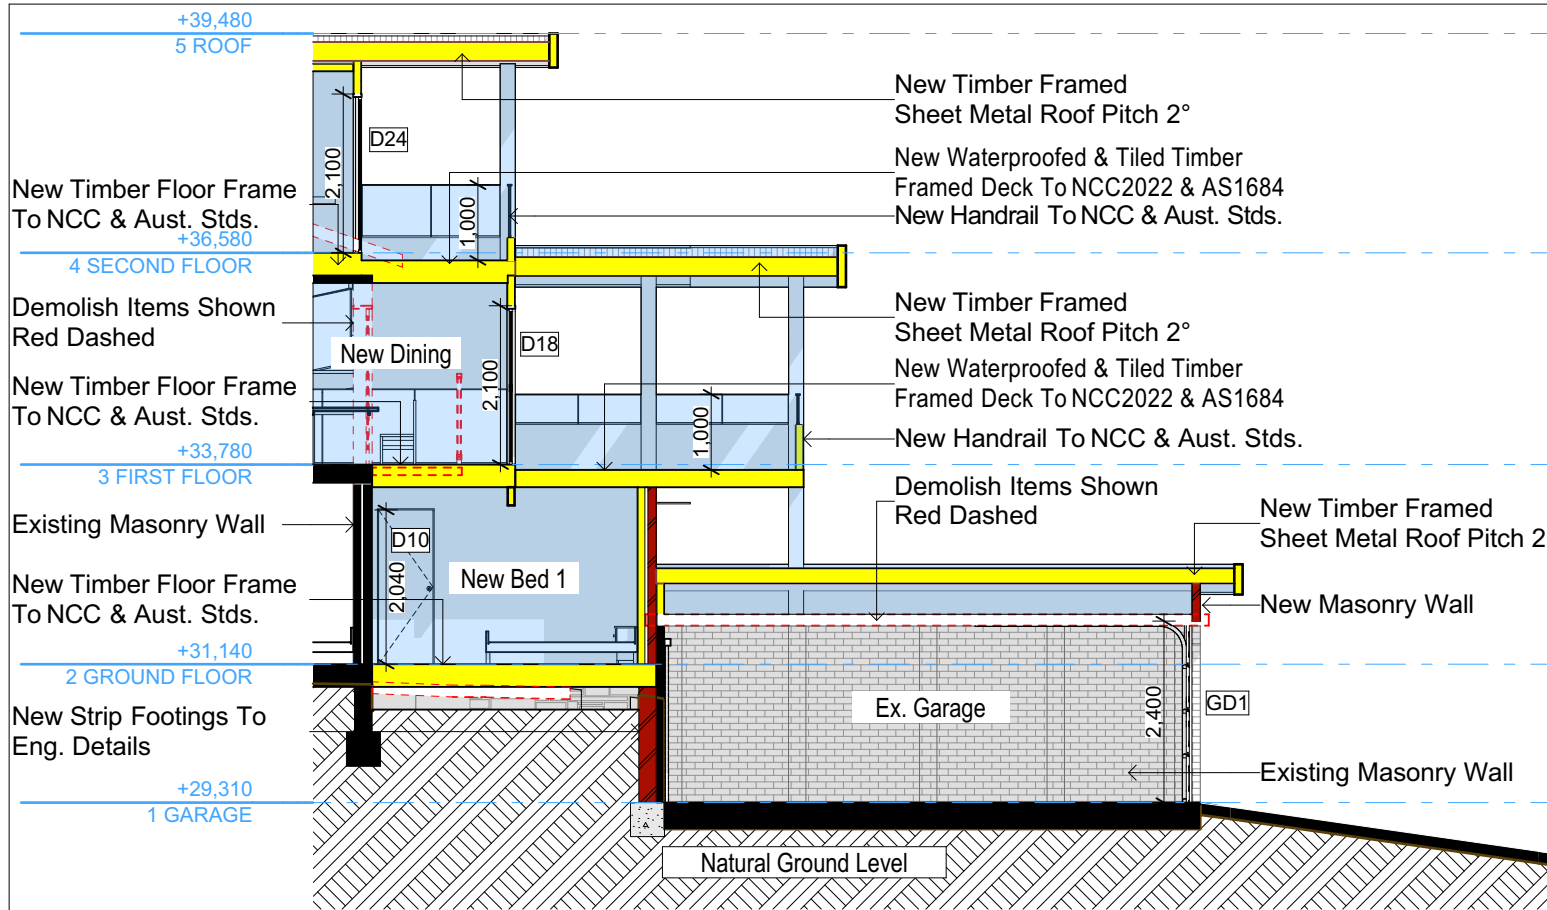 +39,480
5 ROOF
New Timber Framed
Sheet Metal Roof Pitch 2°
D24
2,100
New Waterproofed & Tiled Timber
Framed Deck To NCC2022 & AS1684
New Timber Floor Frame
To NCC & Aust. Stds.
1,000
New Handrail To NCC & Aust. Stds.
+36,580
4 SECOND FLOOR
Demolish Items Shown
Red Dashed
New Timber Framed
Sheet Metal Roof Pitch 2°
New Dining
D18
2,100
New Waterproofed & Tiled Timber
Framed Deck To NCC2022 & AS1684
New Timber Floor Frame
To NCC & Aust. Stds.
1,000
New Handrail To NCC & Aust. Stds.
+33,780
3 FIRST FLOOR
Demolish Items Shown
Red Dashed
Existing Masonry Wall
New Timber Framed
Sheet Metal Roof Pitch 2
D10
2,040
New Bed 1
New Timber Floor Frame
To NCC & Aust. Stds.
New Masonry Wall
+31,140
2 GROUND FLOOR
New Strip Footings To
Eng. Details
Ex. Garage
2,400
GD1
Existing Masonry Wall
+29,310
1 GARAGE
Natural Ground Level